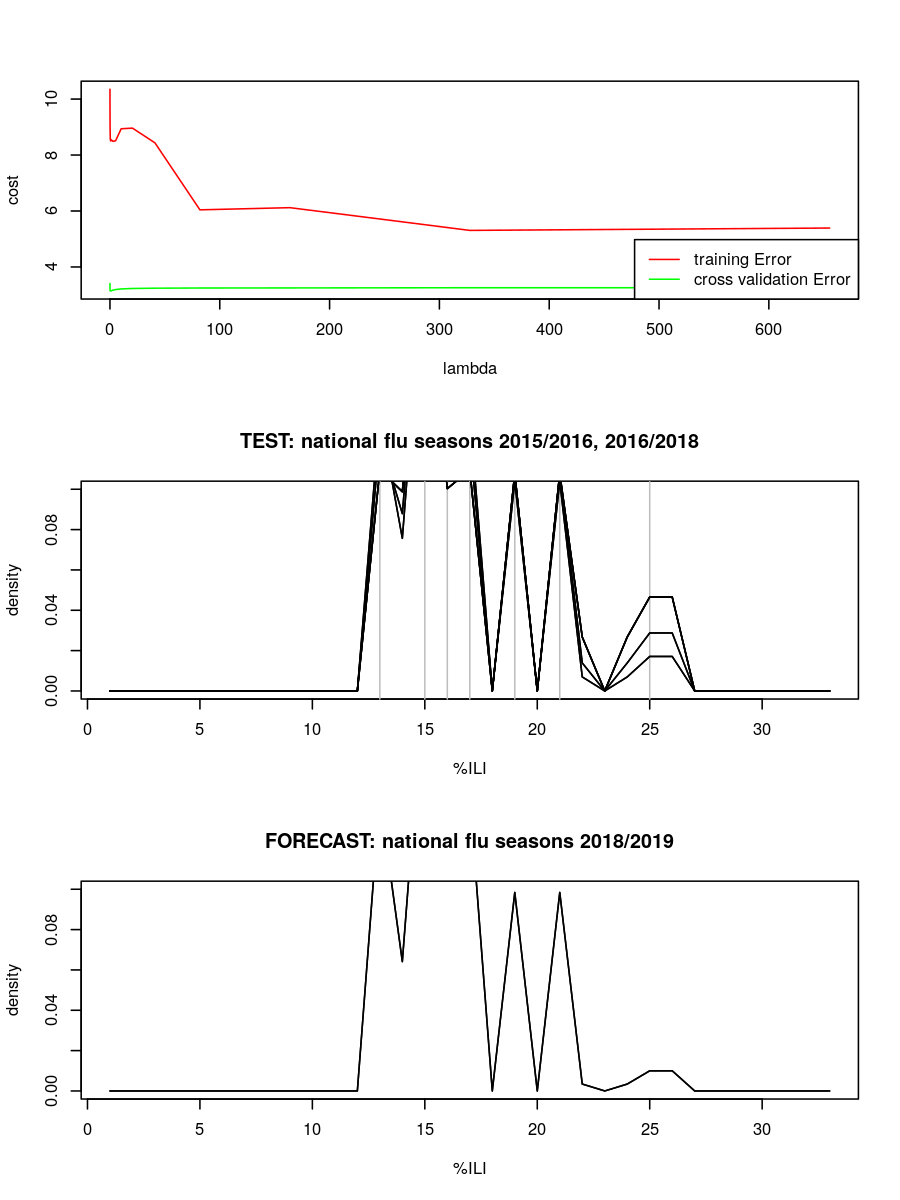 10
8
6
4
cost
training Error
cross validation Error
0 100 200 300 400 500 600
lambda
TEST: national flu seasons 2015/2016, 2016/2018
0.08
0.04
0.00
density
0 5 10 15 20 25 30
%ILI
FORECAST: national flu seasons 2018/2019
0.08
0.04
0.00
density
0 5 10 15 20 25 30
%ILI